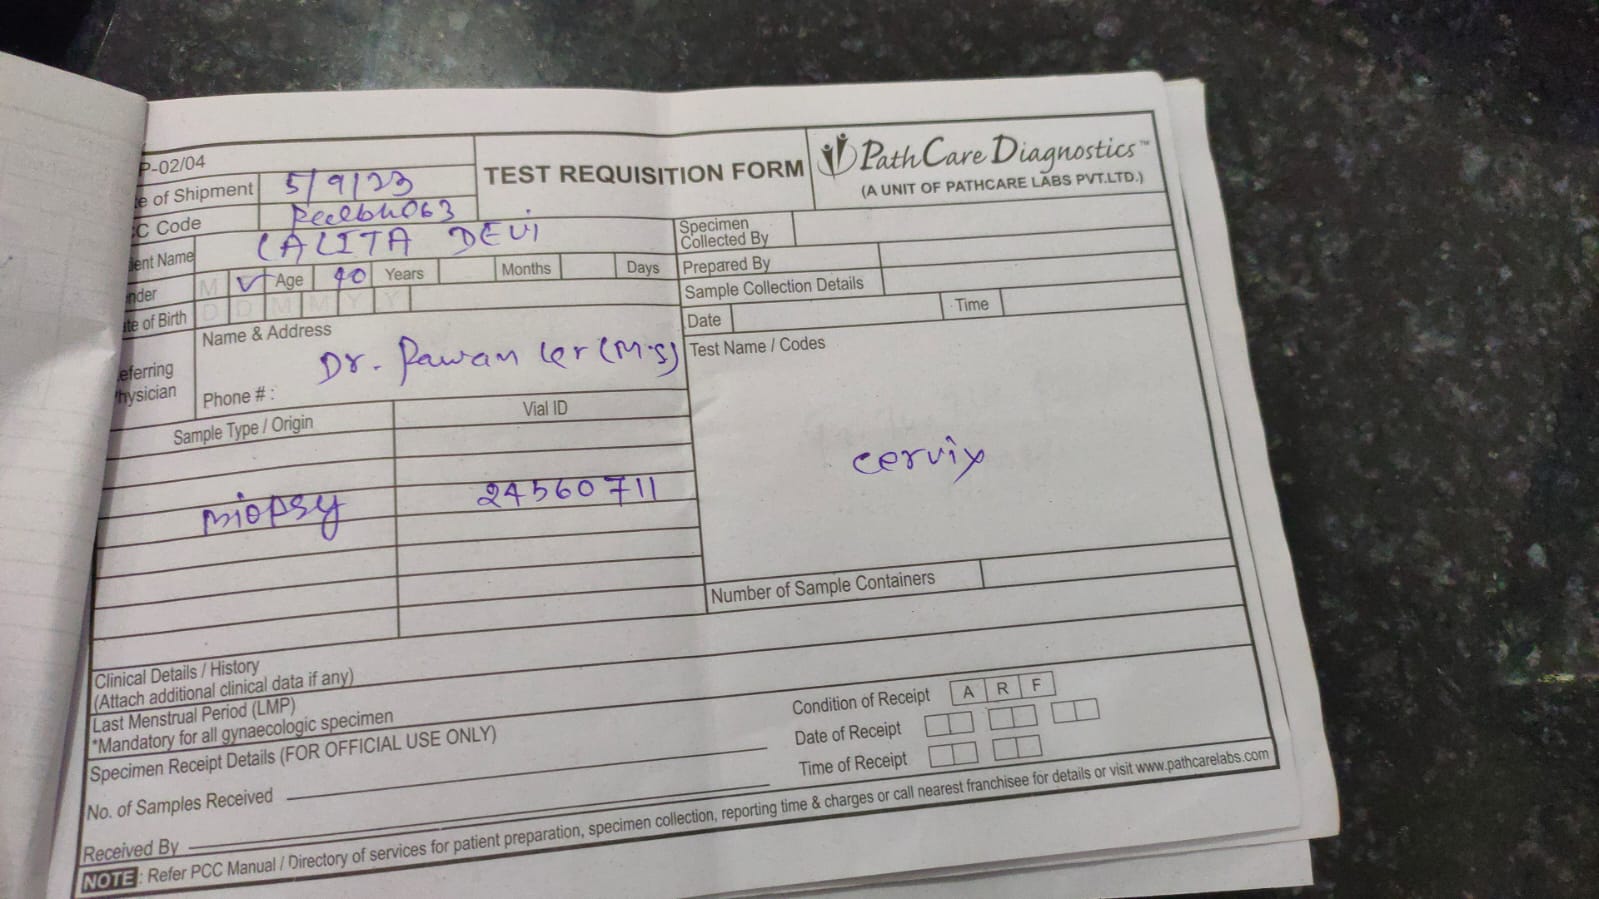 P-02/04
e of Shipment 5/9/23
C Code
TEST REQUISITION FORM
PathCare Diagnostics™
(A UNIT OF PATHCARE LABS PVT.LTD.)
ient Name LALITA DEVI
nder M ✓ Age 40 Years Months Days
te of Birth D D M M Y Y
eferring
hysician
Name & Address
Dr. Pawan (M.S)
Phone # :
Specimen
Collected By
Prepared By
Sample Collection Details
Date Time
Test Name / Codes
cervix
Sample Type / Origin Vial ID
Biopsy 24560711
Number of Sample Containers
Clinical Details / History
(Attach additional clinical data if any)
Last Menstrual Period (LMP)
*Mandatory for all gynaecologic specimen
Specimen Receipt Details (FOR OFFICIAL USE ONLY)
No. of Samples Received
Received By
Condition of Receipt A R F
Date of Receipt
Time of Receipt
NOTE : Refer PCC Manual / Directory of services for patient preparation, specimen collection, reporting time & charges or call nearest franchisee for details or visit www.pathcarelabs.com